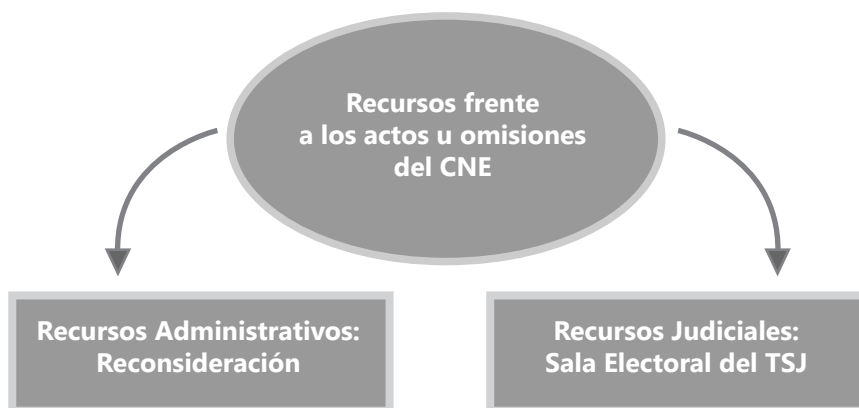 Recursos frente
a los actos u omisiones
del CNE
Recursos Administrativos:
Reconsideración
Recursos Judiciales:
Sala Electoral del TSJ